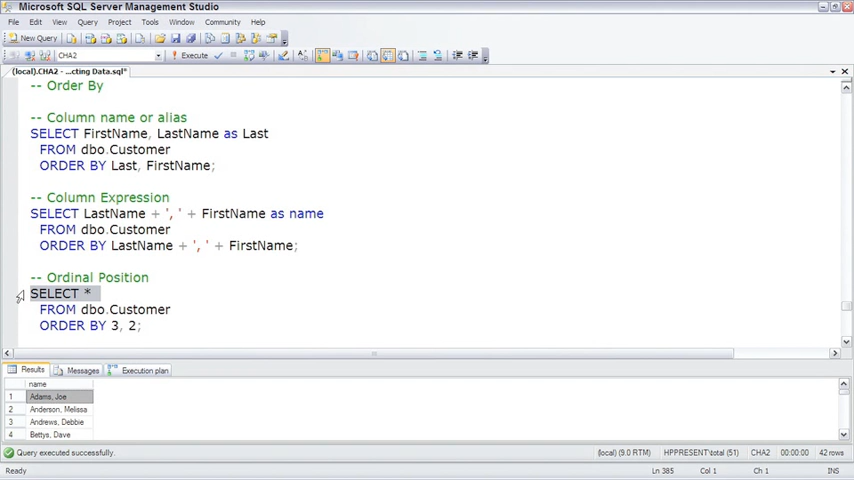 Microsoft SQL Server Management Studio
File Edit View Query Project Tools Window Community Help
New Query
CHA2 Execute
(local).CHA2 - ...cting Data.sql*
-- Order By
-- Column name or alias
SELECT FirstName, LastName as Last
FROM dbo.Customer
ORDER BY Last, FirstName;
-- Column Expression
SELECT LastName + ', ' + FirstName as name
FROM dbo.Customer
ORDER BY LastName + ', ' + FirstName;
-- Ordinal Position
SELECT *
FROM dbo.Customer
ORDER BY 3, 2;
Results Messages Execution plan
name
1 Adams, Joe
2 Anderson, Melissa
3 Andrews, Debbie
4 Bettys, Dave
Query executed successfully. (local) (9.0 RTM) HPPRESENT\total (51) CHA2 00:00:00 42 rows
Ready Ln 385 Col 1 Ch 1 INS